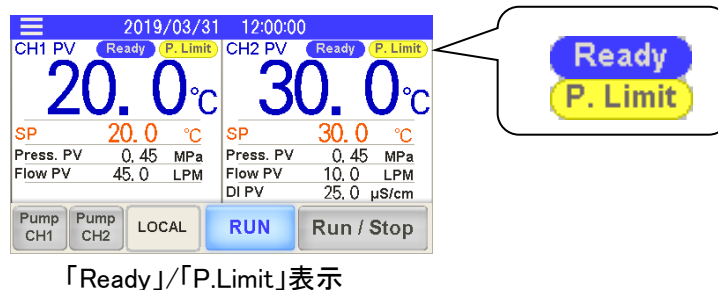 2019/03/31 12:00:00
CH1 PV Ready P. Limit
20. 0 ℃
SP 20. 0 ℃
Press. PV 0. 45 MPa
Flow PV 45. 0 LPM
CH2 PV Ready P. Limit
30. 0 ℃
SP 30. 0 ℃
Press. PV 0. 45 MPa
Flow PV 10. 0 LPM
DI PV 25. 0 μS/cm
Pump CH1
Pump CH2
LOCAL
RUN
Run / Stop
Ready
P. Limit
「Ready」/「P.Limit」表示